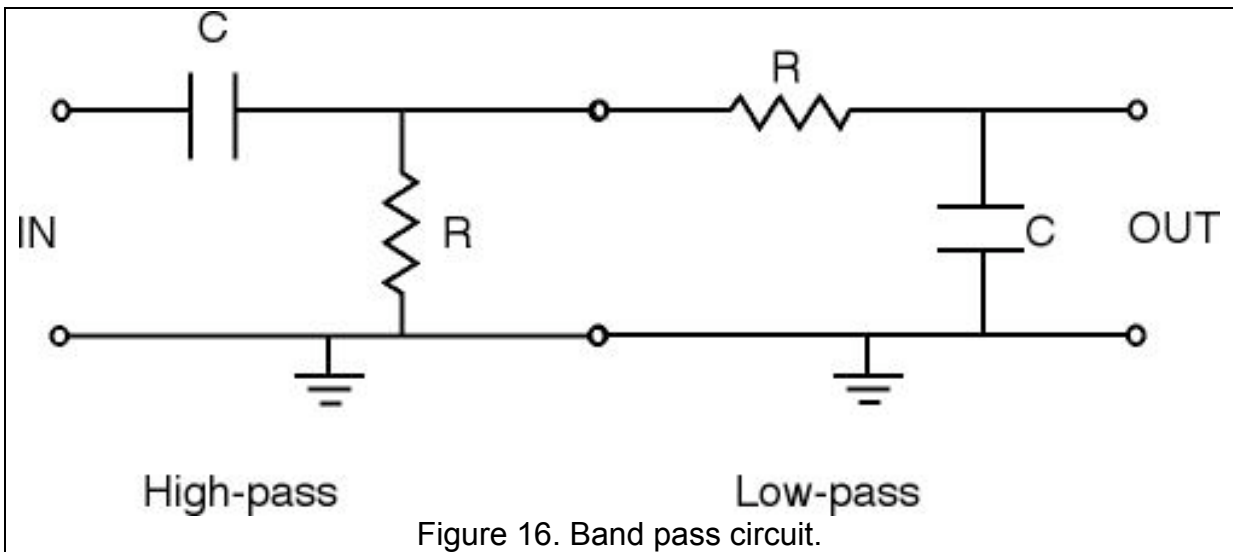 C
R
IN
R
C
OUT
High-pass
Low-pass
Figure 16. Band pass circuit.